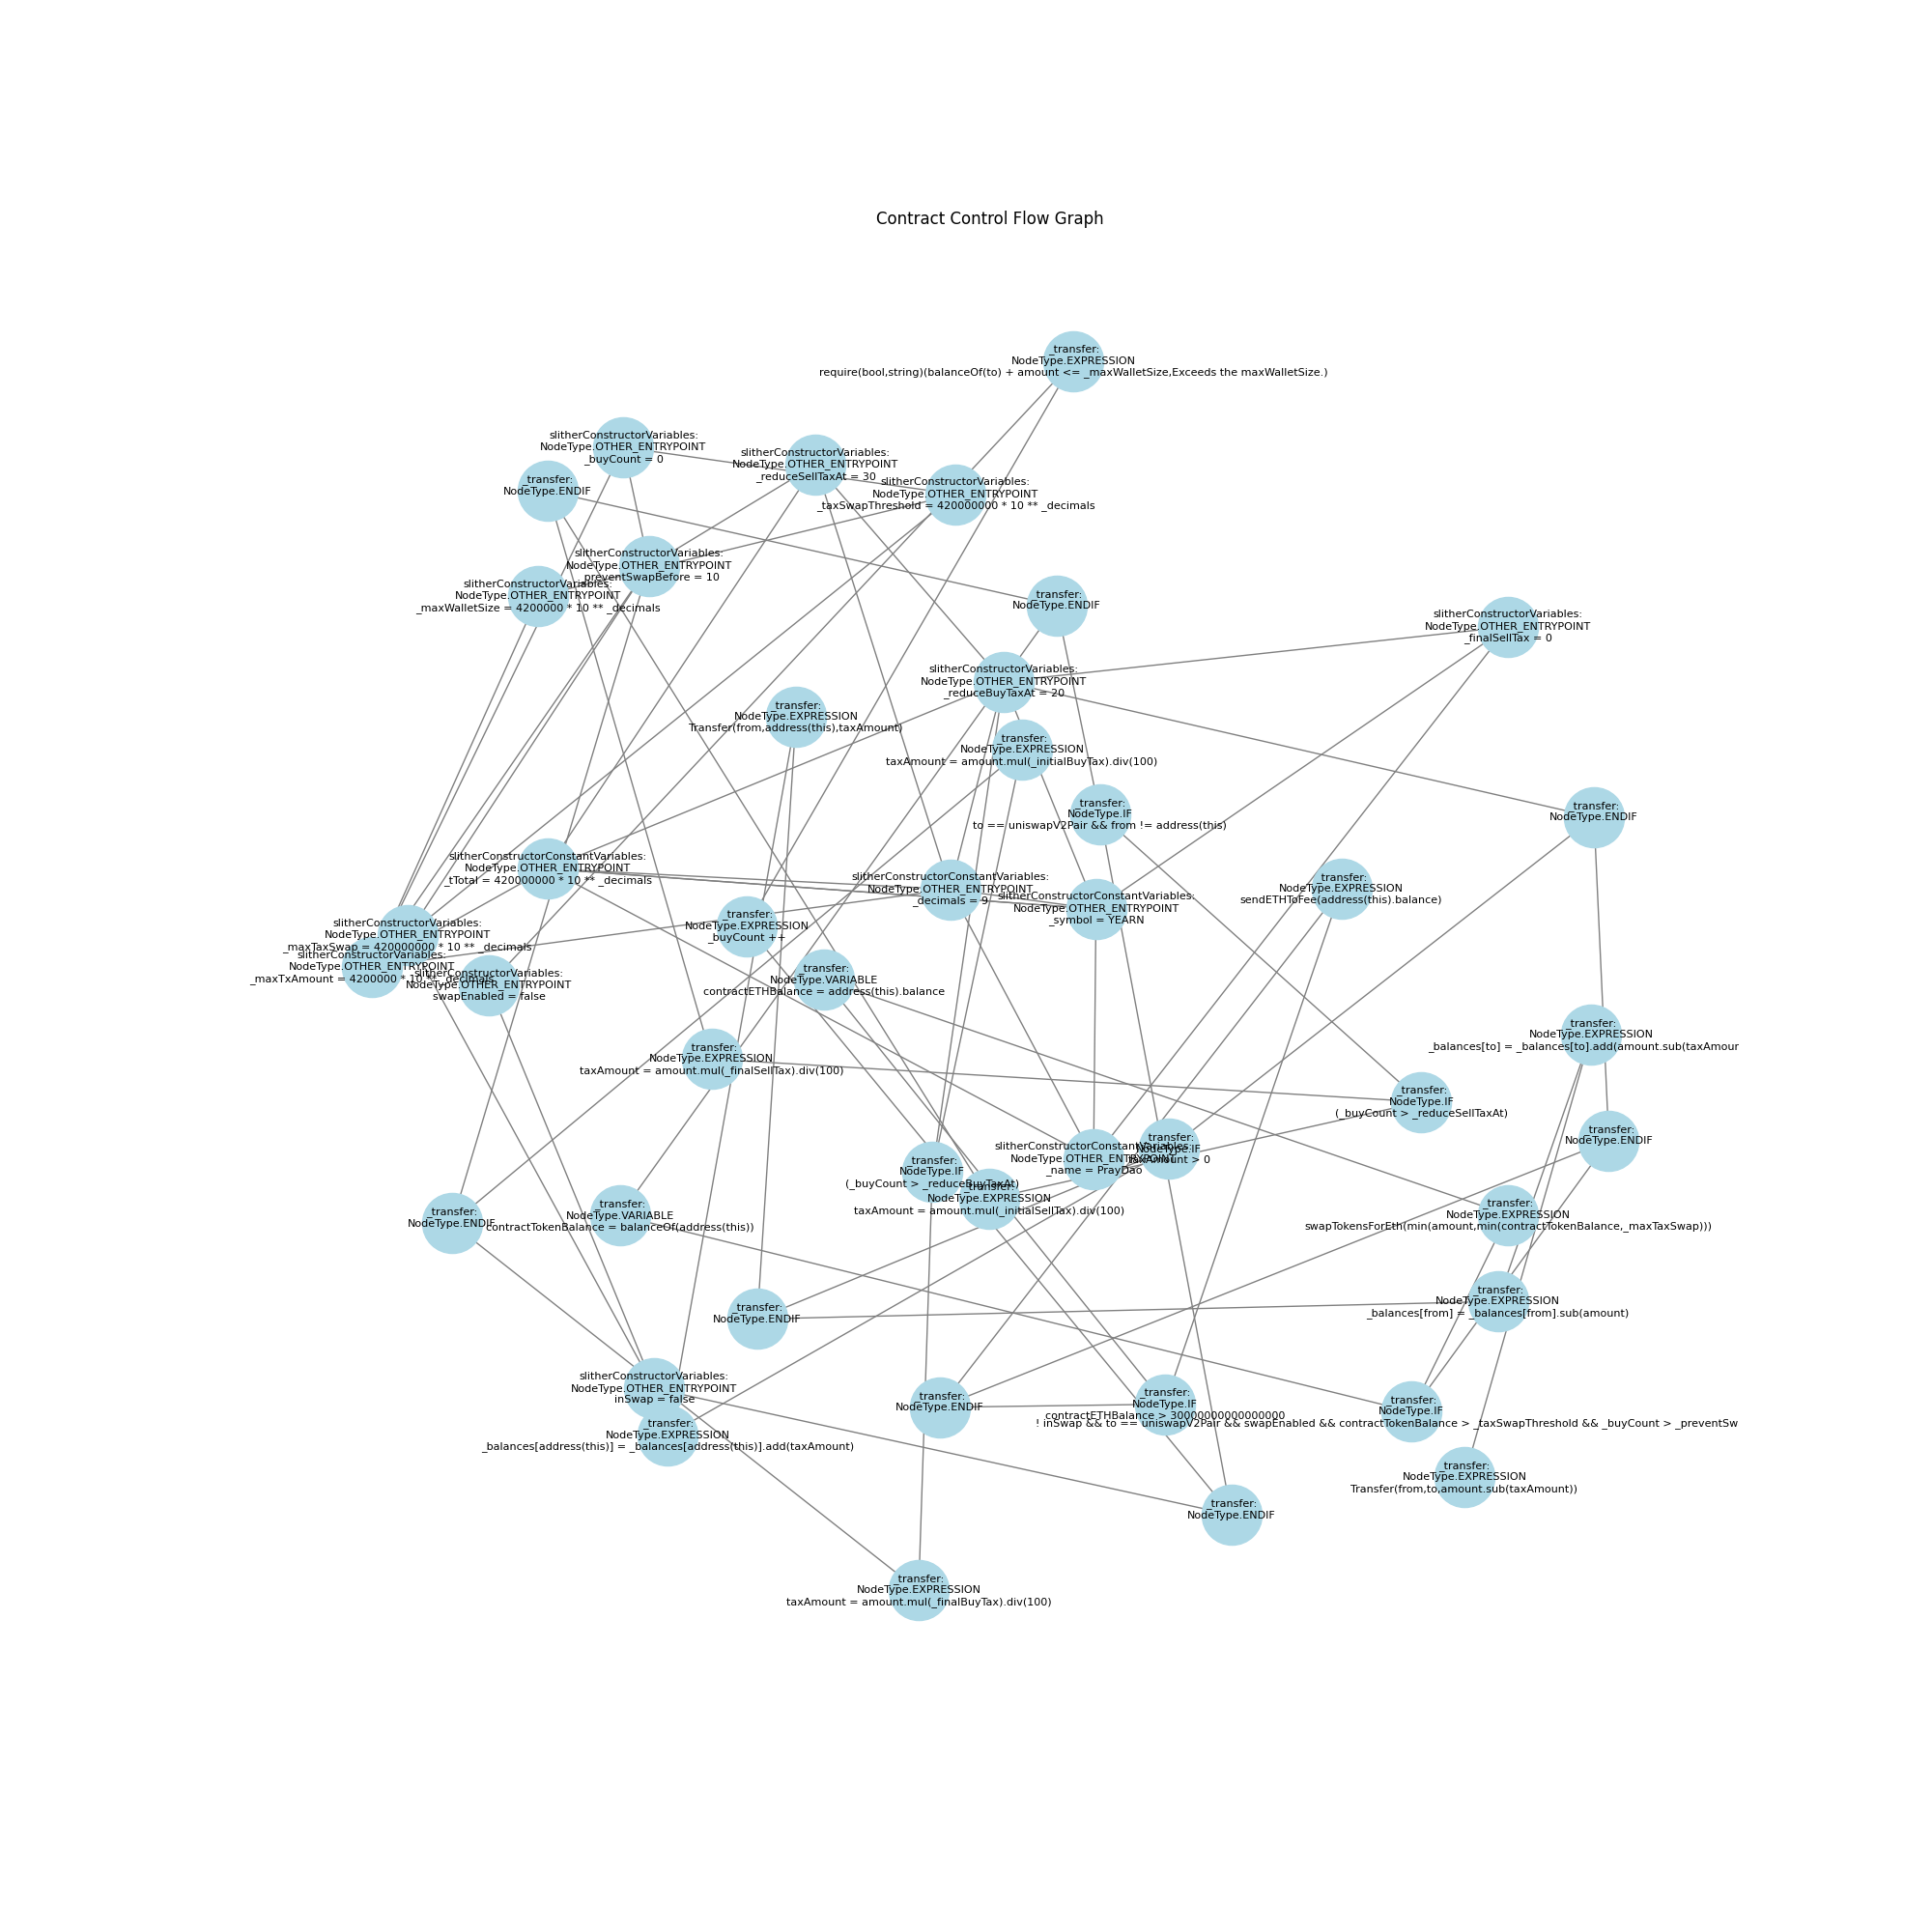 Contract Control Flow Graph
_transfer:
NodeType.EXPRESSION
require(bool,string)(balanceOf(to) + amount <= _maxWalletSize,Exceeds the maxWalletSize.)
slitherConstructorVariables:
NodeType.OTHER_ENTRYPOINT
_buyCount = 0
slitherConstructorVariables:
NodeType.OTHER_ENTRYPOINT
_reduceSellTaxAt = 30
_transfer:
NodeType.ENDIF
slitherConstructorVariables:
NodeType.OTHER_ENTRYPOINT
_taxSwapThreshold = 420000000 * 10 ** _decimals
slitherConstructorVariables:
NodeType.OTHER_ENTRYPOINT
_preventSwapBefore = 10
slitherConstructorVariables:
NodeType.OTHER_ENTRYPOINT
_maxWalletSize = 4200000 * 10 ** _decimals
_transfer:
NodeType.ENDIF
slitherConstructorVariables:
NodeType.OTHER_ENTRYPOINT
_finalSellTax = 0
slitherConstructorVariables:
NodeType.OTHER_ENTRYPOINT
_reduceBuyTaxAt = 20
_transfer:
NodeType.EXPRESSION
Transfer(from,address(this),taxAmount)
_transfer:
NodeType.EXPRESSION
taxAmount = amount.mul(_initialBuyTax).div(100)
_transfer:
NodeType.IF
to == uniswapV2Pair && from != address(this)
_transfer:
NodeType.ENDIF
slitherConstructorConstantVariables:
NodeType.OTHER_ENTRYPOINT
_tTotal = 420000000 * 10 ** _decimals
slitherConstructorConstantVariables:
NodeType.OTHER_ENTRYPOINT
_decimals = 9
slitherConstructorConstantVariables:
NodeType.OTHER_ENTRYPOINT
_symbol = YEARN
_transfer:
NodeType.EXPRESSION
sendETHToFee(address(this).balance)
_transfer:
NodeType.EXPRESSION
_buyCount ++
slitherConstructorVariables:
NodeType.OTHER_ENTRYPOINT
_maxTaxSwap = 420000000 * 10 ** _decimals
slitherConstructorVariables:
NodeType.OTHER_ENTRYPOINT
_maxTxAmount = 4200000 * 10 ** _decimals
slitherConstructorVariables:
NodeType.OTHER_ENTRYPOINT
swapEnabled = false
_transfer:
NodeType.VARIABLE
contractETHBalance = address(this).balance
_transfer:
NodeType.EXPRESSION
_balances[to] = _balances[to].add(amount.sub(taxAmour
_transfer:
NodeType.EXPRESSION
taxAmount = amount.mul(_finalSellTax).div(100)
_transfer:
NodeType.IF
(_buyCount > _reduceSellTaxAt)
_transfer:
NodeType.ENDIF
_transfer:
NodeType.IF
taxAmount > 0
slitherConstructorConstantVariables:
NodeType.OTHER_ENTRYPOINT
_name = PrayDao
_transfer:
NodeType.IF
(_buyCount > _reduceBuyTaxAt)
_transfer:
NodeType.EXPRESSION
taxAmount = amount.mul(_initialSellTax).div(100)
_transfer:
NodeType.ENDIF
_transfer:
NodeType.VARIABLE
contractTokenBalance = balanceOf(address(this))
_transfer:
NodeType.EXPRESSION
swapTokensForEth(min(amount,min(contractTokenBalance,_maxTaxSwap)))
_transfer:
NodeType.EXPRESSION
_balances[from] = _balances[from].sub(amount)
_transfer:
NodeType.ENDIF
slitherConstructorVariables:
NodeType.OTHER_ENTRYPOINT
inSwap = false
_transfer:
NodeType.ENDIF
_transfer:
NodeType.IF
contractETHBalance > 30000000000000000
_transfer:
NodeType.IF
! inSwap && to == uniswapV2Pair && swapEnabled && contractTokenBalance > _taxSwapThreshold && _buyCount > _preventSw
_transfer:
NodeType.EXPRESSION
_balances[address(this)] = _balances[address(this)].add(taxAmount)
_transfer:
NodeType.EXPRESSION
Transfer(from,to,amount.sub(taxAmount))
_transfer:
NodeType.ENDIF
_transfer:
NodeType.EXPRESSION
taxAmount = amount.mul(_finalBuyTax).div(100)